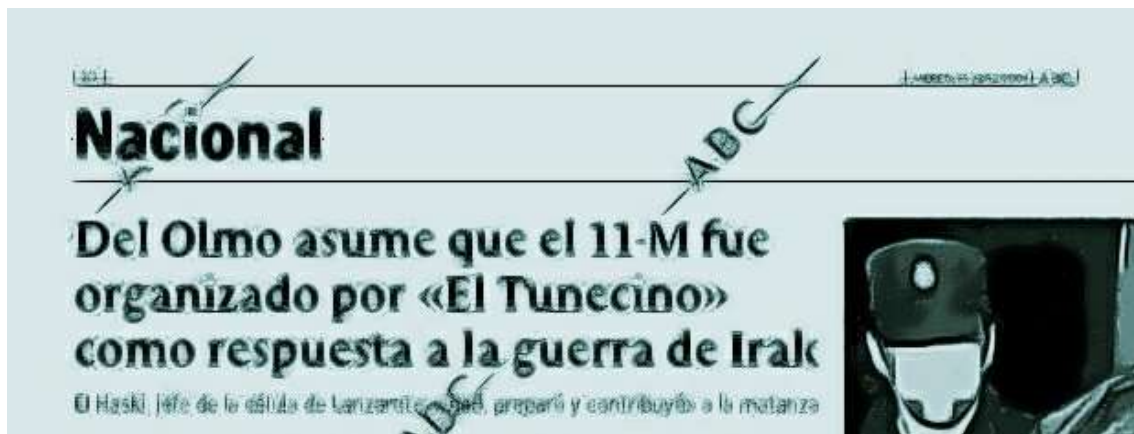 Nacional
ABC
Del Olmo asume que el 11-M fue
organizado por «El Tunecino»
como respuesta a la guerra de Irak
El Haski, jefe de la célula de Lanzarote, preparó y contribuyó a la matanza
ABC